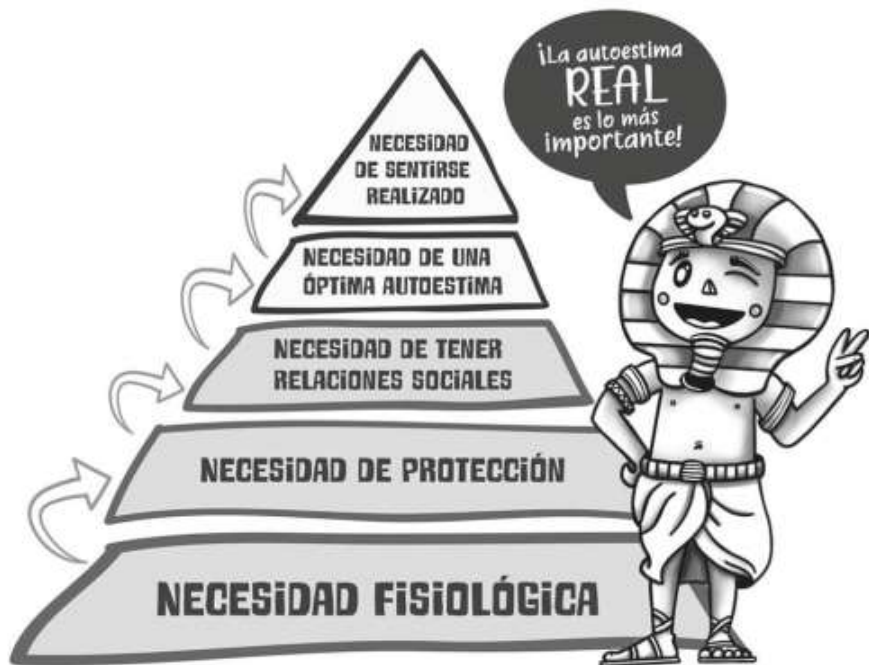 ¡La autoestima
REAL
es lo más
importante!
NECESIDAD
DE SENTIRSE
REALIZADO
NECESIDAD DE UNA
ÓPTIMA AUTOESTIMA
NECESIDAD DE TENER
RELACIONES SOCIALES
NECESIDAD DE PROTECCIÓN
NECESIDAD FISIOLÓGICA